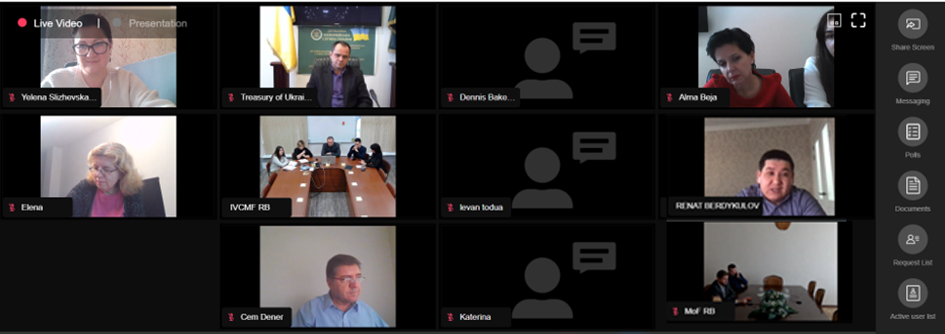 Live Video | Presentation
Share Screen
Yelena Slizhevska...
Treasury of Ukrai...
Dennis Bake...
Alma Beja
Messaging
Polls
Elena
IVCMF RB
levan todua
RENAT BERDYKULOV
Documents
Request List
Cem Dener
Katerina
MoF RB
Active user list